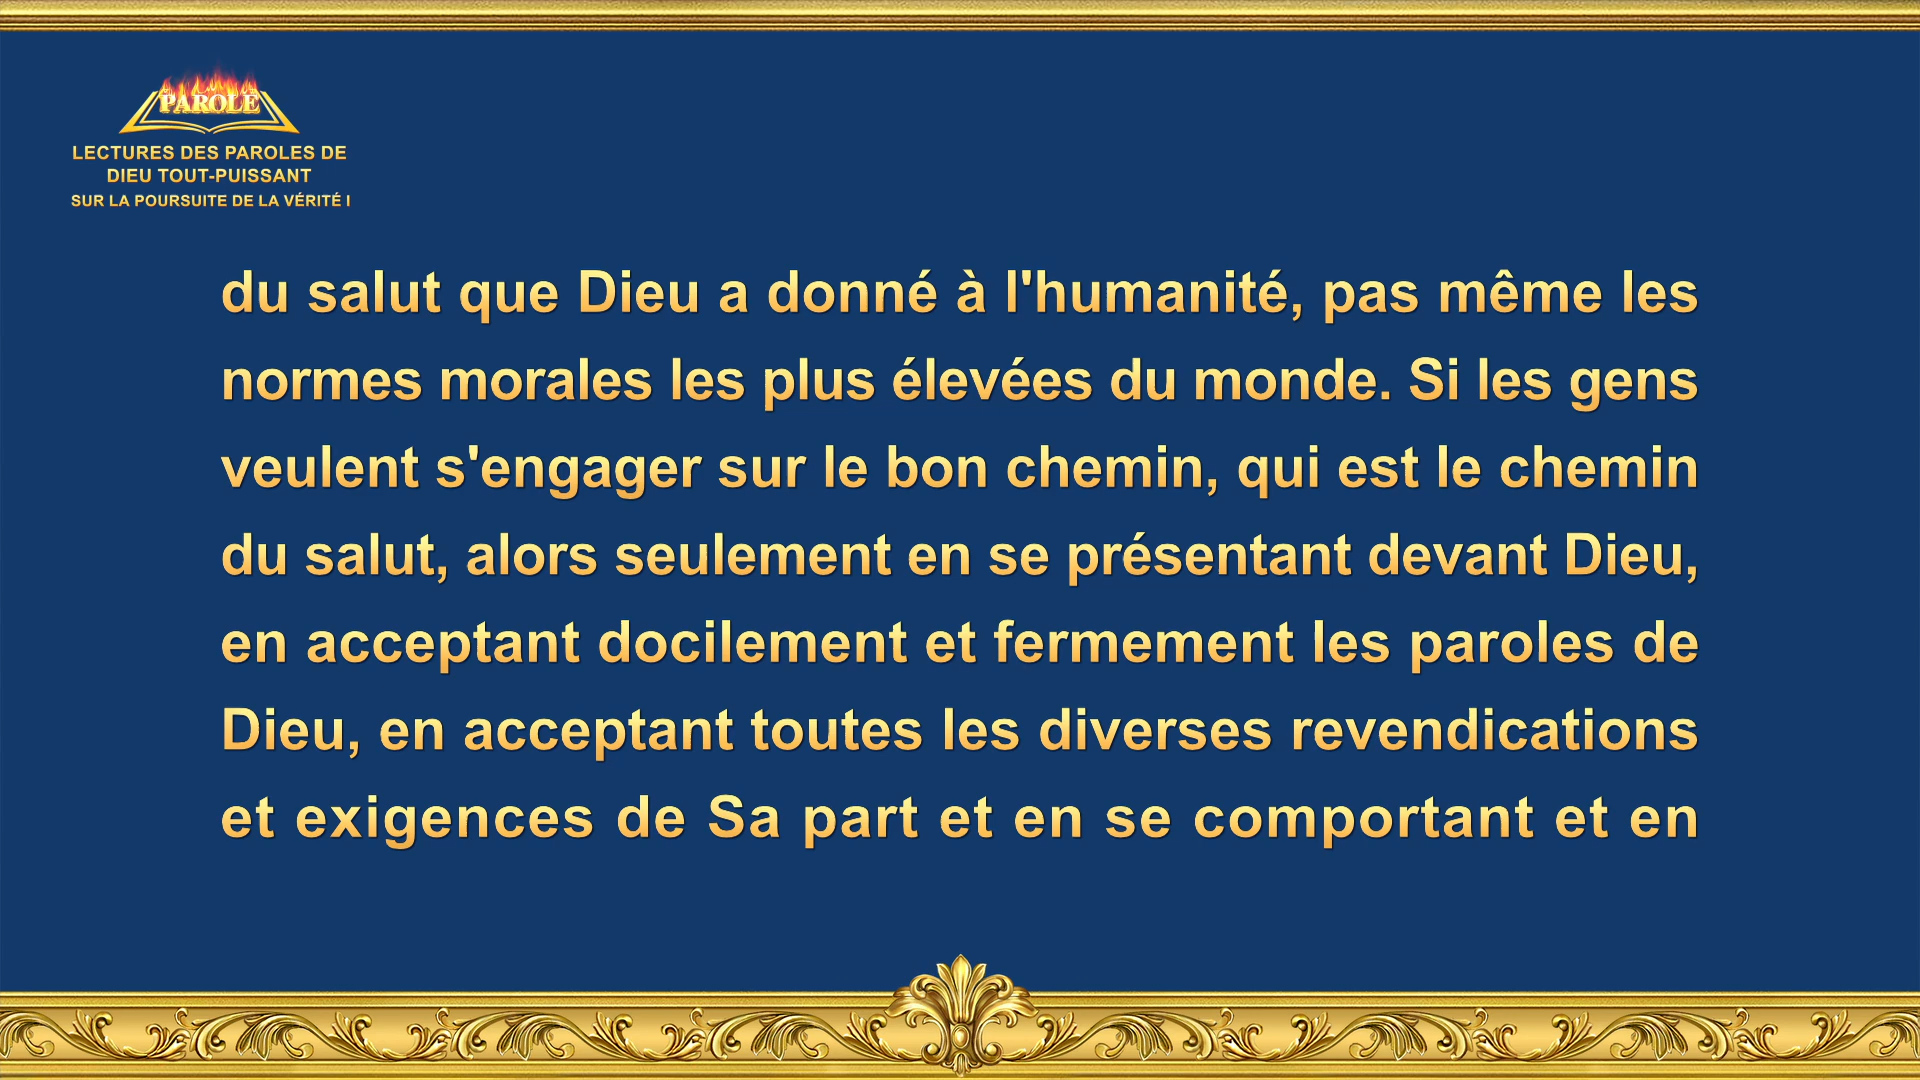 PAROLE
LECTURES DES PAROLES DE
DIEU TOUT-PUISSANT
SUR LA POURSUITE DE LA VÉRITÉ I
du salut que Dieu a donné à l'humanité, pas même les
normes morales les plus élevées du monde. Si les gens
veulent s'engager sur le bon chemin, qui est le chemin
du salut, alors seulement en se présentant devant Dieu,
en acceptant docilement et fermement les paroles de
Dieu, en acceptant toutes les diverses revendications
et exigences de Sa part et en se comportant et en